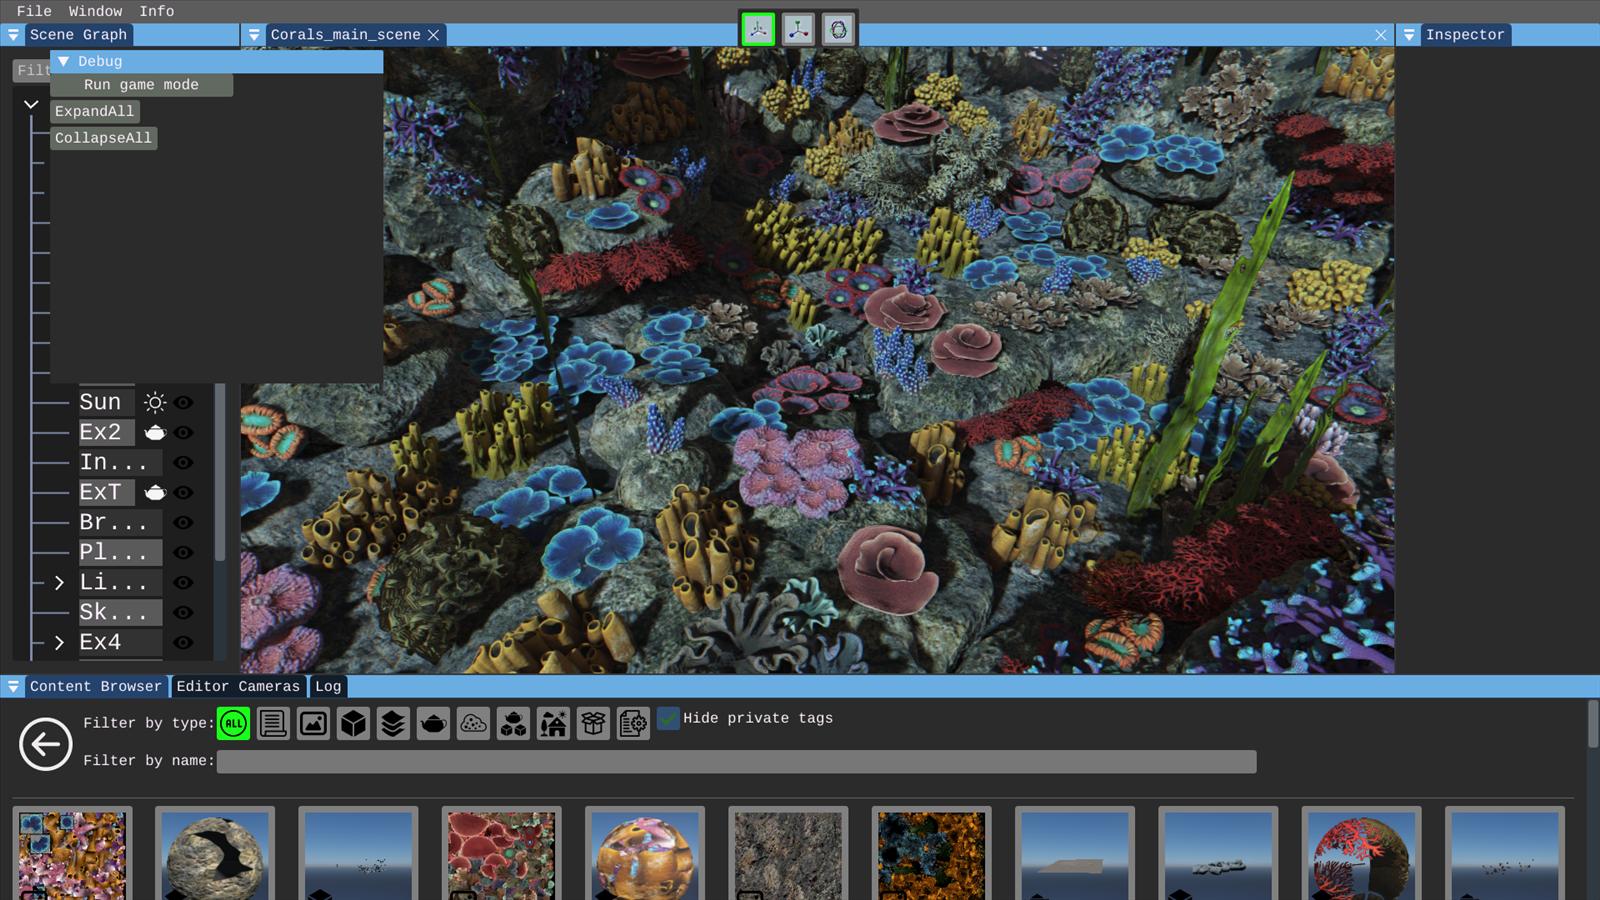 File Window Info
Scene Graph
Corals_main_scene
Inspector
Debug
Filt
Run game mode
ExpandAll
CollapseAll
Sun
Ex2
In...
ExT
Br...
Pl...
Li...
Sk...
Ex4
Content Browser Editor Cameras Log
Filter by type: ALL Hide private tags
Filter by name: